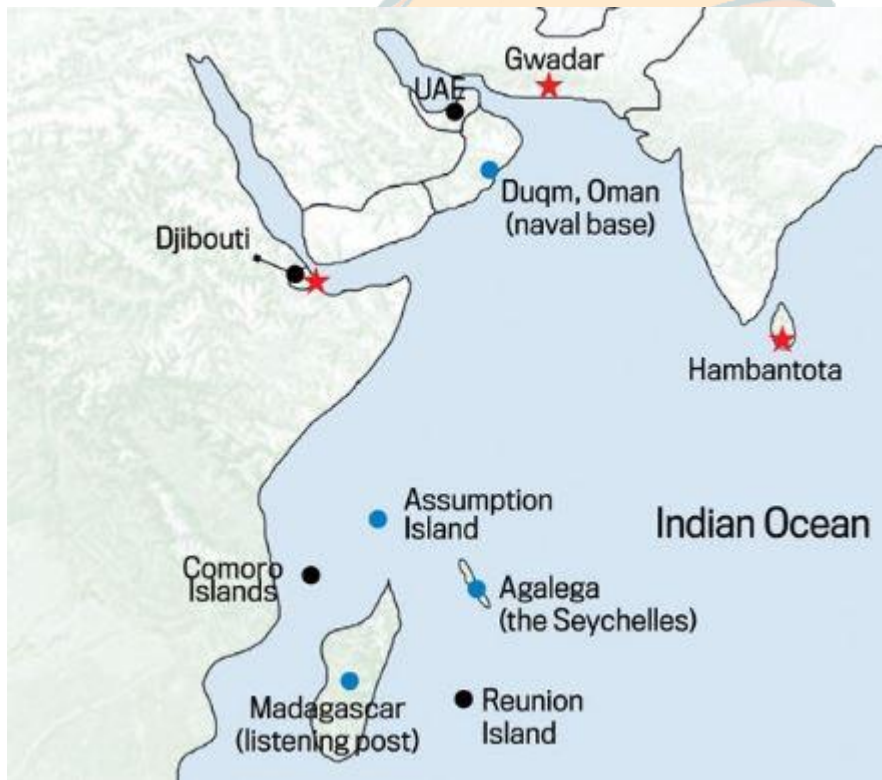 Gwadar
UAE
Duqm, Oman
(naval base)
Djibouti
Hambantota
Assumption
Island
Indian Ocean
Comoro
Islands
Agalega
(the Seychelles)
Madagascar
(listening post)
Reunion
Island